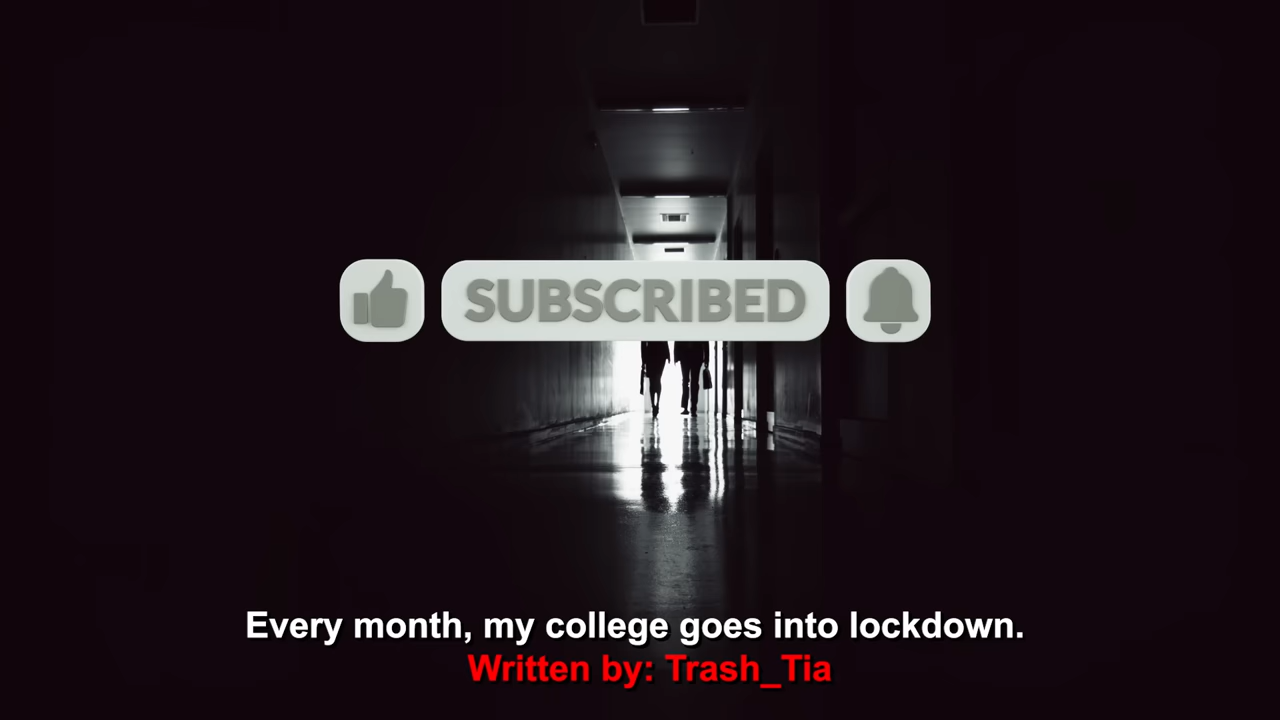 SUBSCRIBED
Every month, my college goes into lockdown.
Written by: Trash_Tia